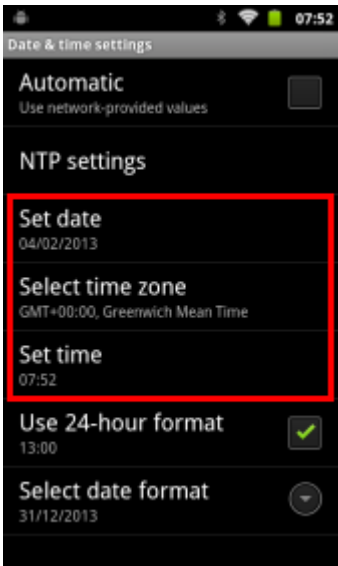 07:52
Date & time settings
Automatic
Use network-provided values
NTP settings
Set date
04/02/2013
Select time zone
GMT+00:00, Greenwich Mean Time
Set time
07:52
Use 24-hour format
13:00
Select date format
31/12/2013